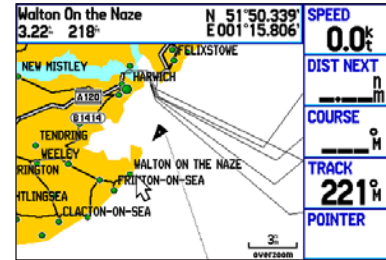 Walton On the Naze
3.22 218
N 51°50.339'
E 001°15.806'
SPEED
0.0 k t
DIST NEXT
_._ _ n m
COURSE
_ _ _ ° M
TRACK
221 ° M
POINTER
FELIXSTOWE
NEW MISTLEY
HARWICH
A120
B1414
TENDRING
WEELEY
RINGTON
WALTON ON THE NAZE
FRINTON-ON-SEA
HTLINGSEA
CLACTON-ON-SEA
3
overzoom